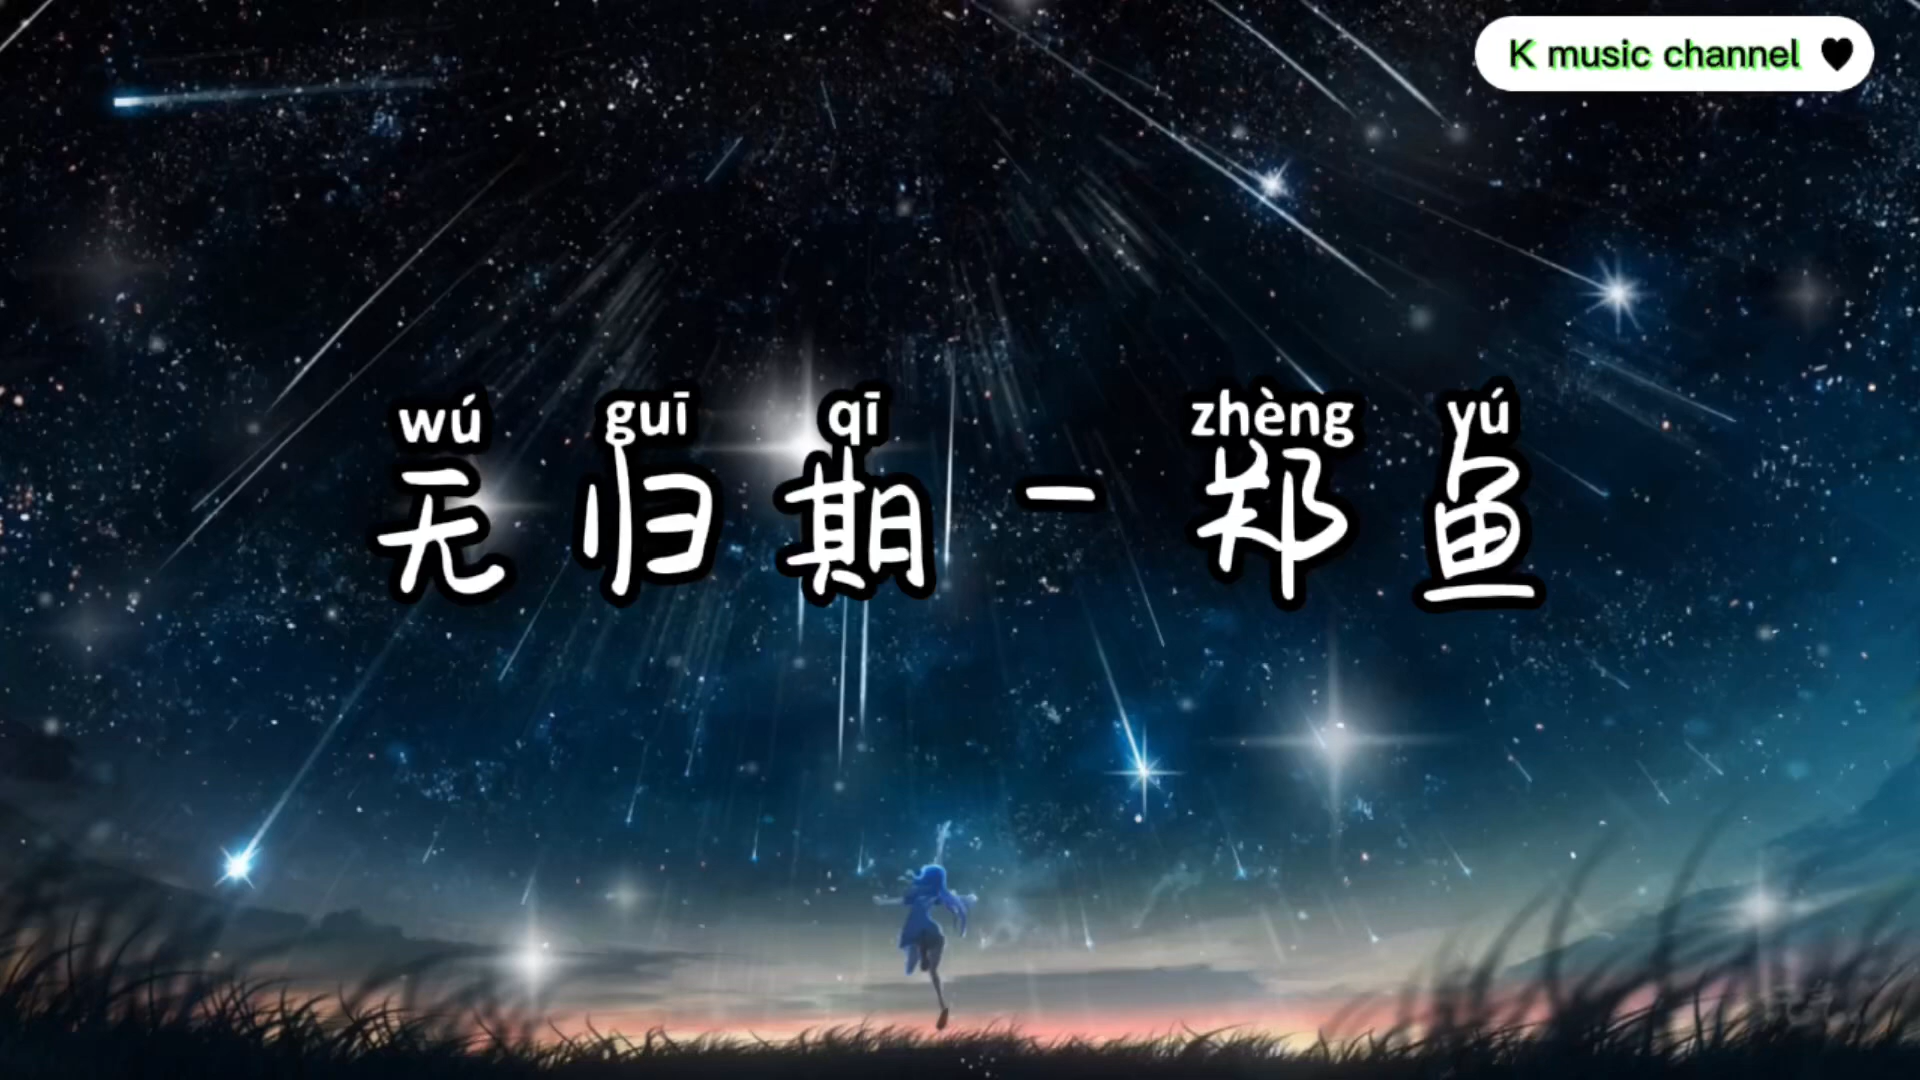 K music channel ♥
wú guī qī zhèng yú
无归期 - 郑鱼